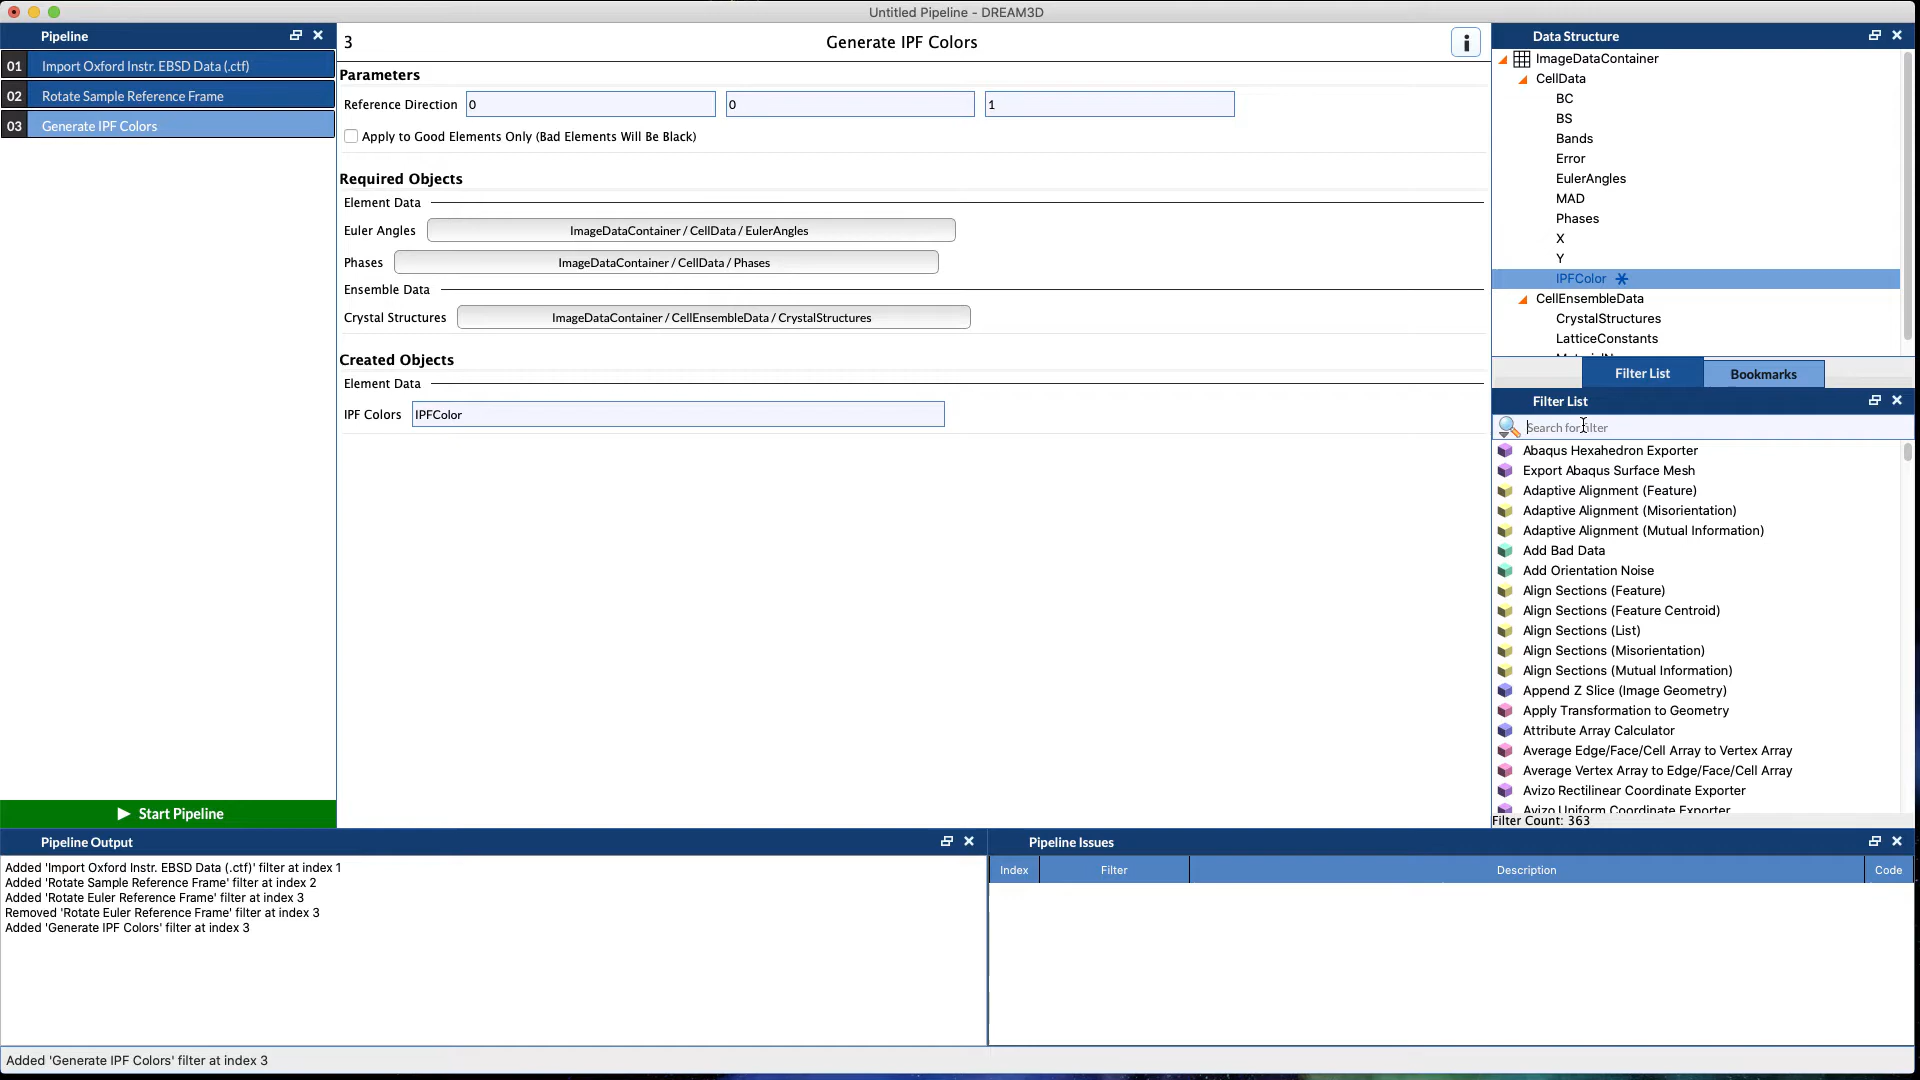 Untitled Pipeline - DREAM3D
Pipeline
01 Import Oxford Instr. EBSD Data (.ctf)
02 Rotate Sample Reference Frame
03 Generate IPF Colors
Start Pipeline
3 Generate IPF Colors
Parameters
Reference Direction 0 0 1
Apply to Good Elements Only (Bad Elements Will Be Black)
Required Objects
Element Data
Euler Angles ImageDataContainer / CellData / EulerAngles
Phases ImageDataContainer / CellData / Phases
Ensemble Data
Crystal Structures ImageDataContainer / CellEnsembleData / CrystalStructures
Created Objects
Element Data
IPF Colors IPFColor
Data Structure
ImageDataContainer
CellData
BC
BS
Bands
Error
EulerAngles
MAD
Phases
X
Y
IPFColor
CellEnsembleData
CrystalStructures
LatticeConstants
Filter List Bookmarks
Filter List
Search for filter
Abaqus Hexahedron Exporter
Export Abaqus Surface Mesh
Adaptive Alignment (Feature)
Adaptive Alignment (Misorientation)
Adaptive Alignment (Mutual Information)
Add Bad Data
Add Orientation Noise
Align Sections (Feature)
Align Sections (Feature Centroid)
Align Sections (List)
Align Sections (Misorientation)
Align Sections (Mutual Information)
Append Z Slice (Image Geometry)
Apply Transformation to Geometry
Attribute Array Calculator
Average Edge/Face/Cell Array to Vertex Array
Average Vertex Array to Edge/Face/Cell Array
Avizo Rectilinear Coordinate Exporter
Avizo Uniform Coordinate Exporter
Filter Count: 363
Pipeline Output
Added 'Import Oxford Instr. EBSD Data (.ctf)' filter at index 1
Added 'Rotate Sample Reference Frame' filter at index 2
Added 'Rotate Euler Reference Frame' filter at index 3
Removed 'Rotate Euler Reference Frame' filter at index 3
Added 'Generate IPF Colors' filter at index 3
Pipeline Issues
Index Filter Description Code
Added 'Generate IPF Colors' filter at index 3